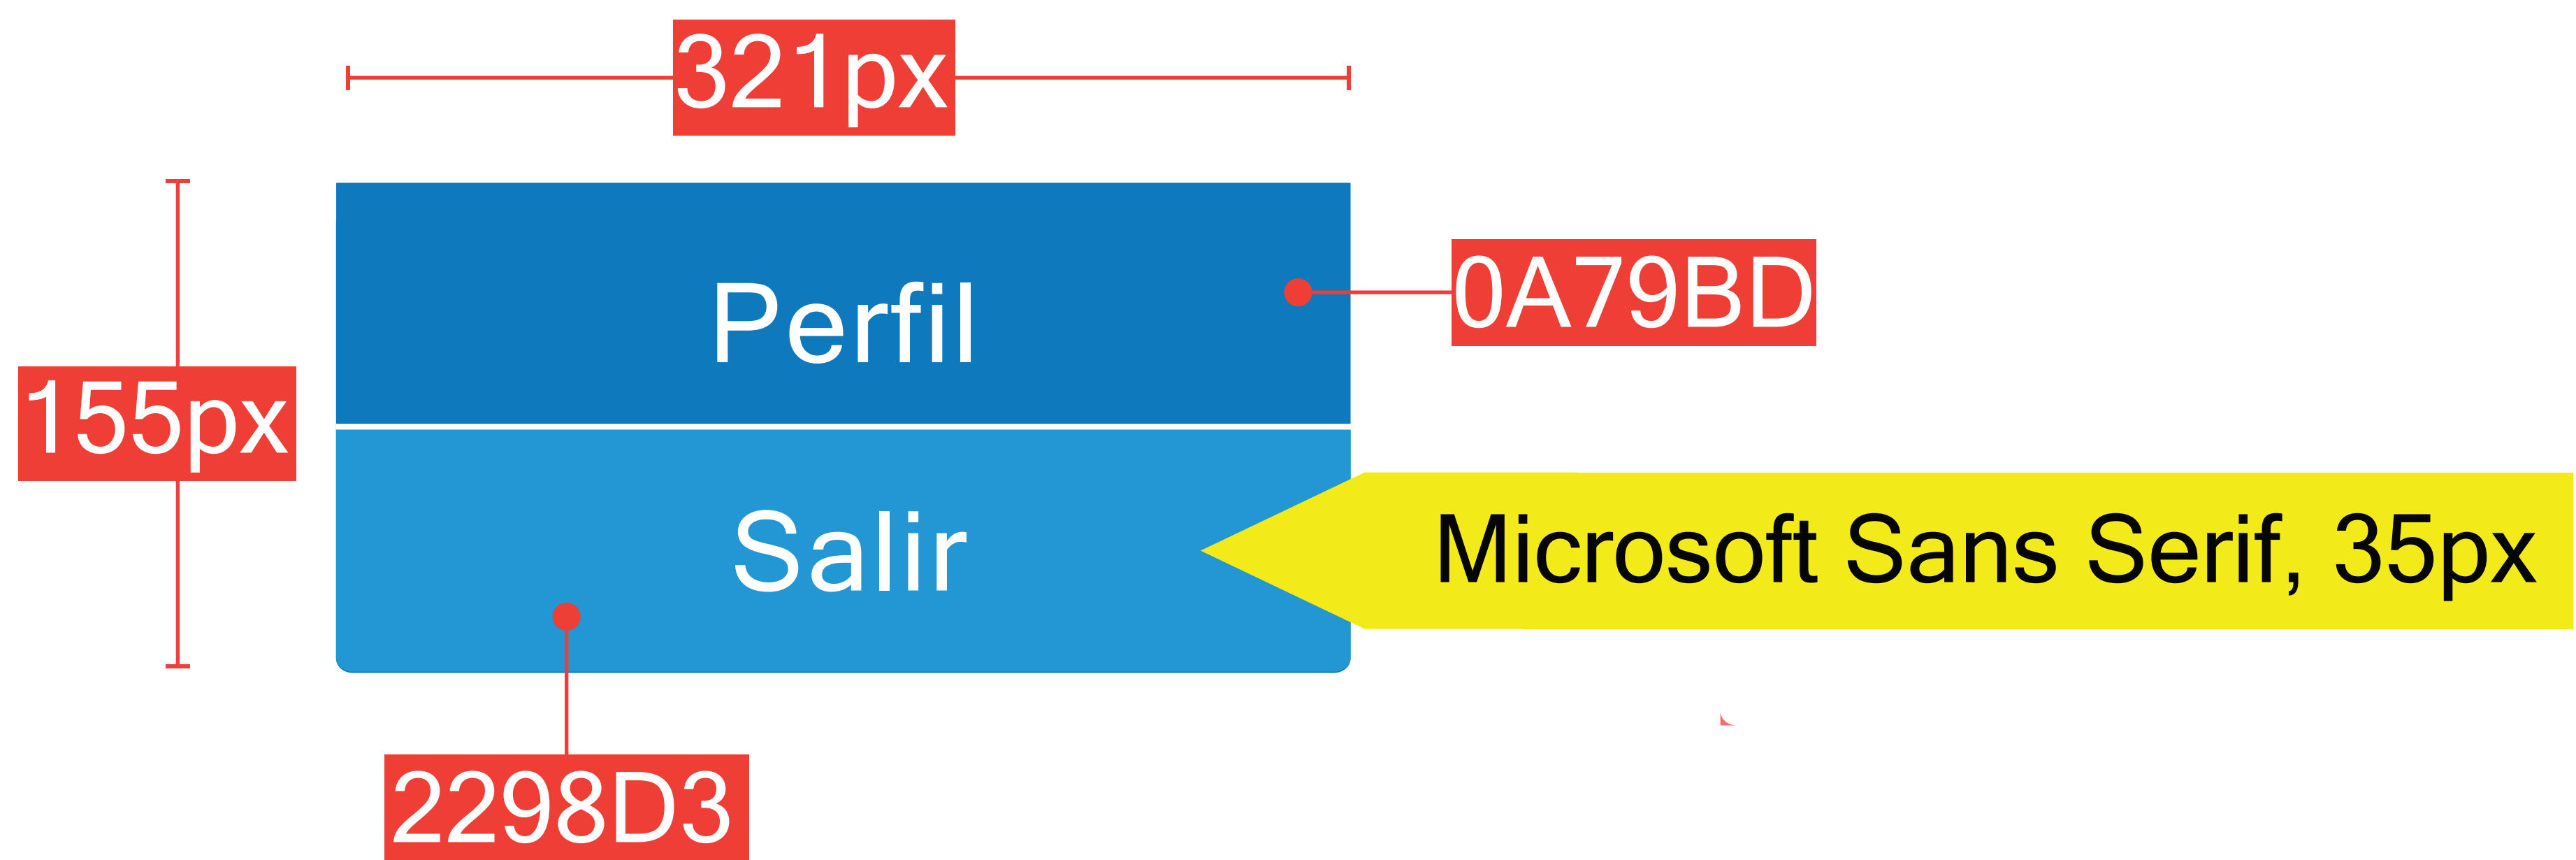 321px
Perfil
0A79BD
155px
Salir
Microsoft Sans Serif, 35px
2298D3